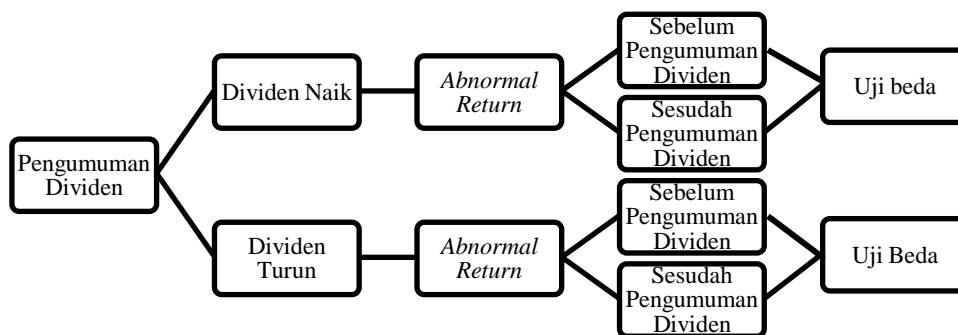 Pengumuman
Dividen
Dividen Naik
Abnormal
Return
Sebelum
Pengumuman
Dividen
Sesudah
Pengumuman
Dividen
Uji beda
Dividen
Turun
Abnormal
Return
Sebelum
Pengumuman
Dividen
Sesudah
Pengumuman
Dividen
Uji Beda